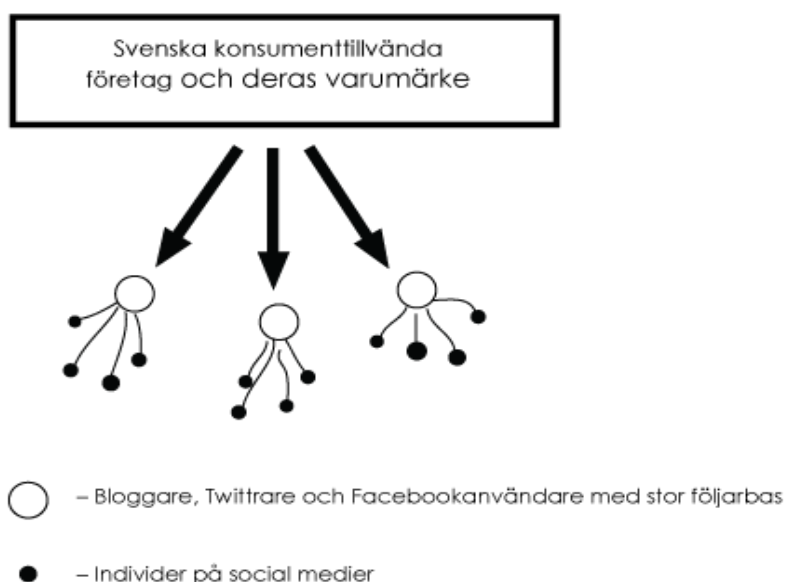 Svenska konsumenttillvända
företag och deras varumärke
– Bloggare, Twittrare och Facebookanvändare med stor följarbas
– Individer på social medier